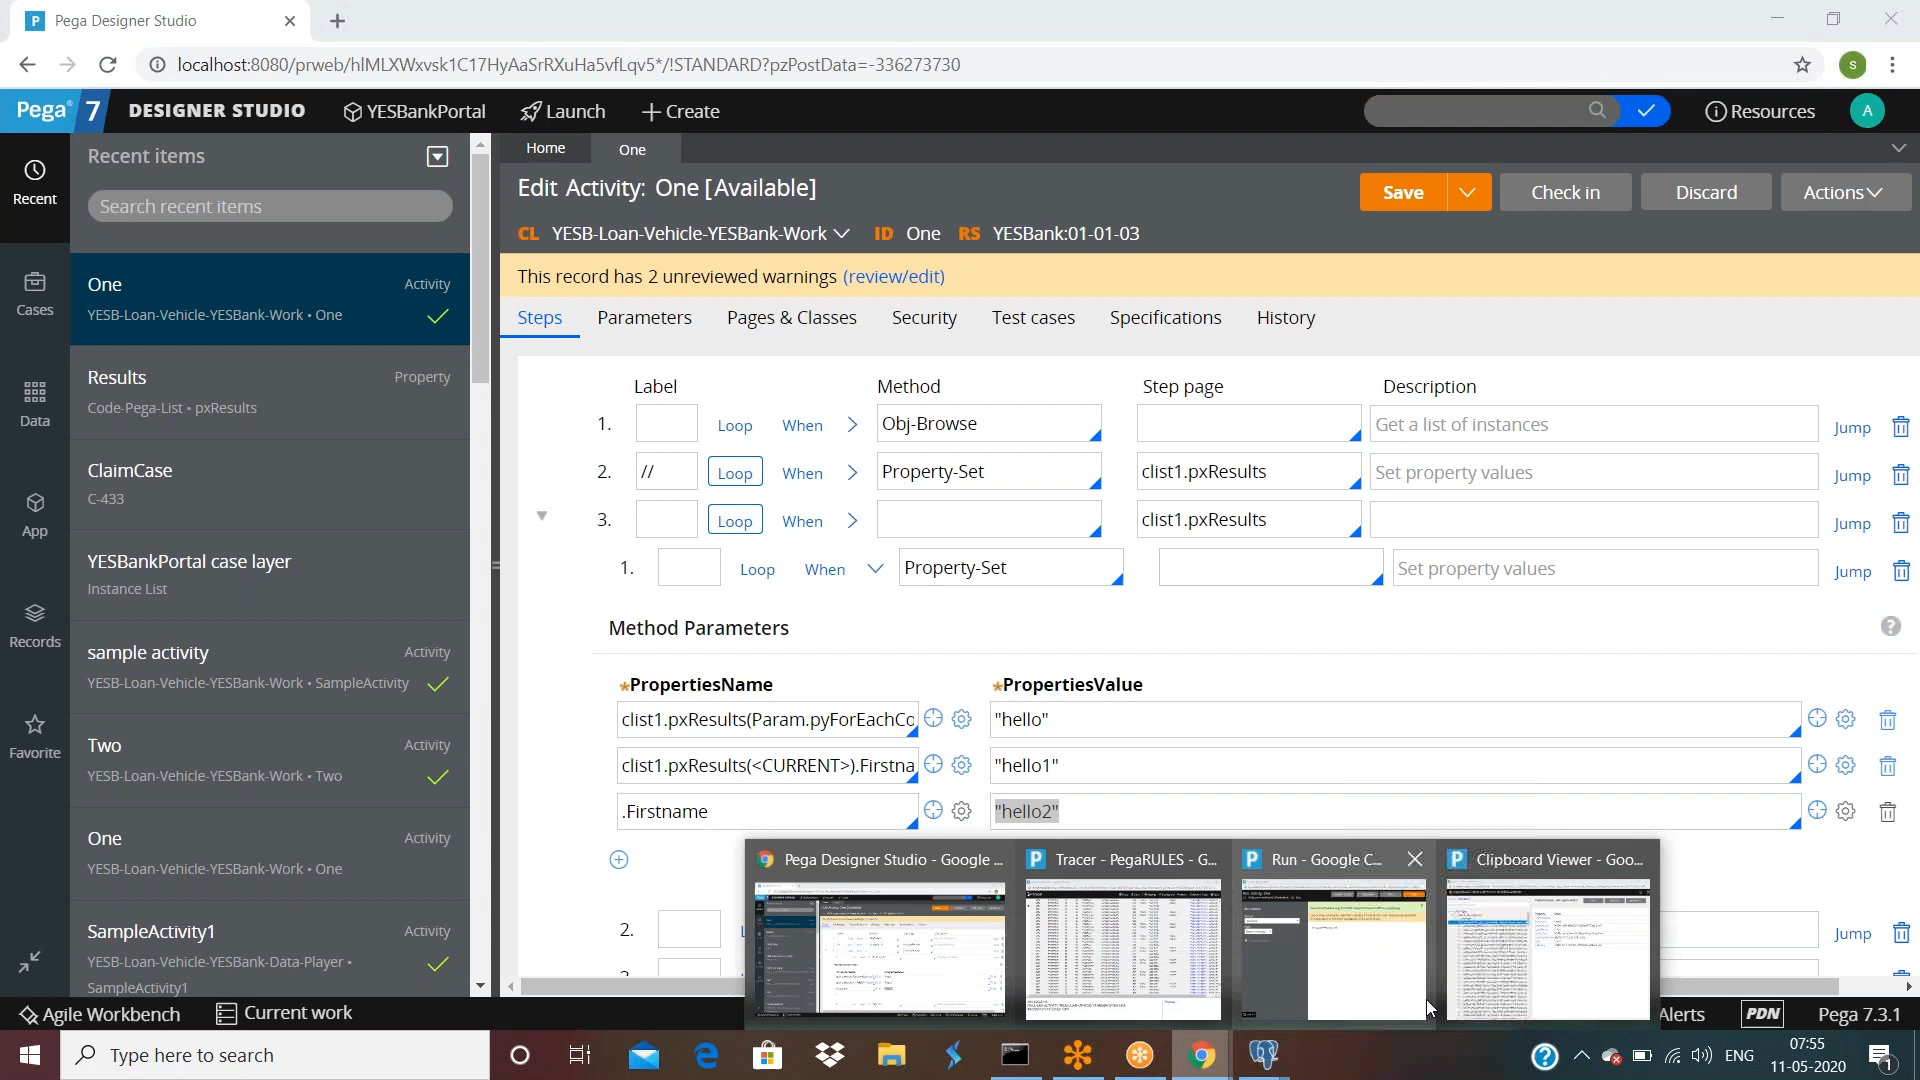 Pega Designer Studio
localhost:8080/prweb/hlMLXWxvsk1C17HyAaSrRXuHa5vfLqv5*/!STANDARD?pzPostData=-336273730
S
Pega 7 DESIGNER STUDIO YESBankPortal Launch Create Resources A
Recent items
Search recent items
Recent
Cases
Data
App
Records
Favorite
One Activity
YESB-Loan-Vehicle-YESBank-Work • One
Results Property
Code-Pega-List • pxResults
ClaimCase
C-433
YESBankPortal case layer
Instance List
sample activity Activity
YESB-Loan-Vehicle-YESBank-Work • SampleActivity
Two Activity
YESB-Loan-Vehicle-YESBank-Work • Two
One Activity
YESB-Loan-Vehicle-YESBank-Work • One
SampleActivity1 Activity
YESB-Loan-Vehicle-YESBank-Data-Player •
SampleActivity1
Home One
Edit Activity: One [Available]
Save Check in Discard Actions
CL YESB-Loan-Vehicle-YESBank-Work ID One RS YESBank:01-01-03
This record has 2 unreviewed warnings (review/edit)
Steps Parameters Pages & Classes Security Test cases Specifications History
Label Method Step page Description
1. Loop When Obj-Browse Get a list of instances Jump
2. // Loop When Property-Set clist1.pxResults Set property values Jump
3. Loop When clist1.pxResults Jump
1. Loop When Property-Set Set property values Jump
Method Parameters
*PropertiesName *PropertiesValue
clist1.pxResults(Param.pyForEachCo "hello"
clist1.pxResults(<CURRENT>).Firstna "hello1"
.Firstname "hello2"
2. Jump
Pega Designer Studio - Google ... Tracer - PegaRULES - G... Run - Google C... Clipboard Viewer - Goo...
Agile Workbench Current work Alerts PDN Pega 7.3.1
Type here to search
ENG
07:55
11-05-2020
1